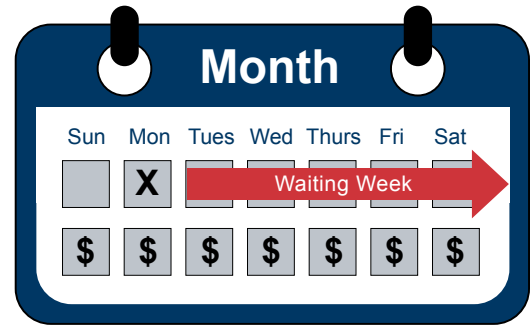 Month
Sun Mon Tues Wed Thurs Fri Sat
X Waiting Week
$ $ $ $ $ $ $